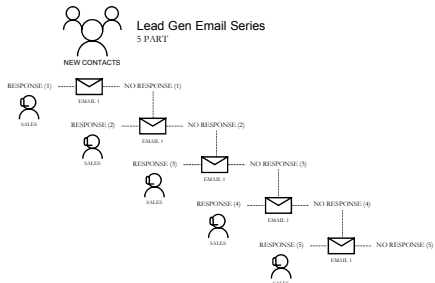 Lead Gen Email Series
5 PART
NEW CONTACTS
RESPONSE (1)
NO RESPONSE (1)
EMAIL 1
SALES
RESPONSE (2)
NO RESPONSE (2)
EMAIL 1
SALES
RESPONSE (3)
NO RESPONSE (3)
EMAIL 1
SALES
RESPONSE (4)
NO RESPONSE (4)
EMAIL 1
SALES
RESPONSE (5)
NO RESPONSE (5)
EMAIL 1
SALES